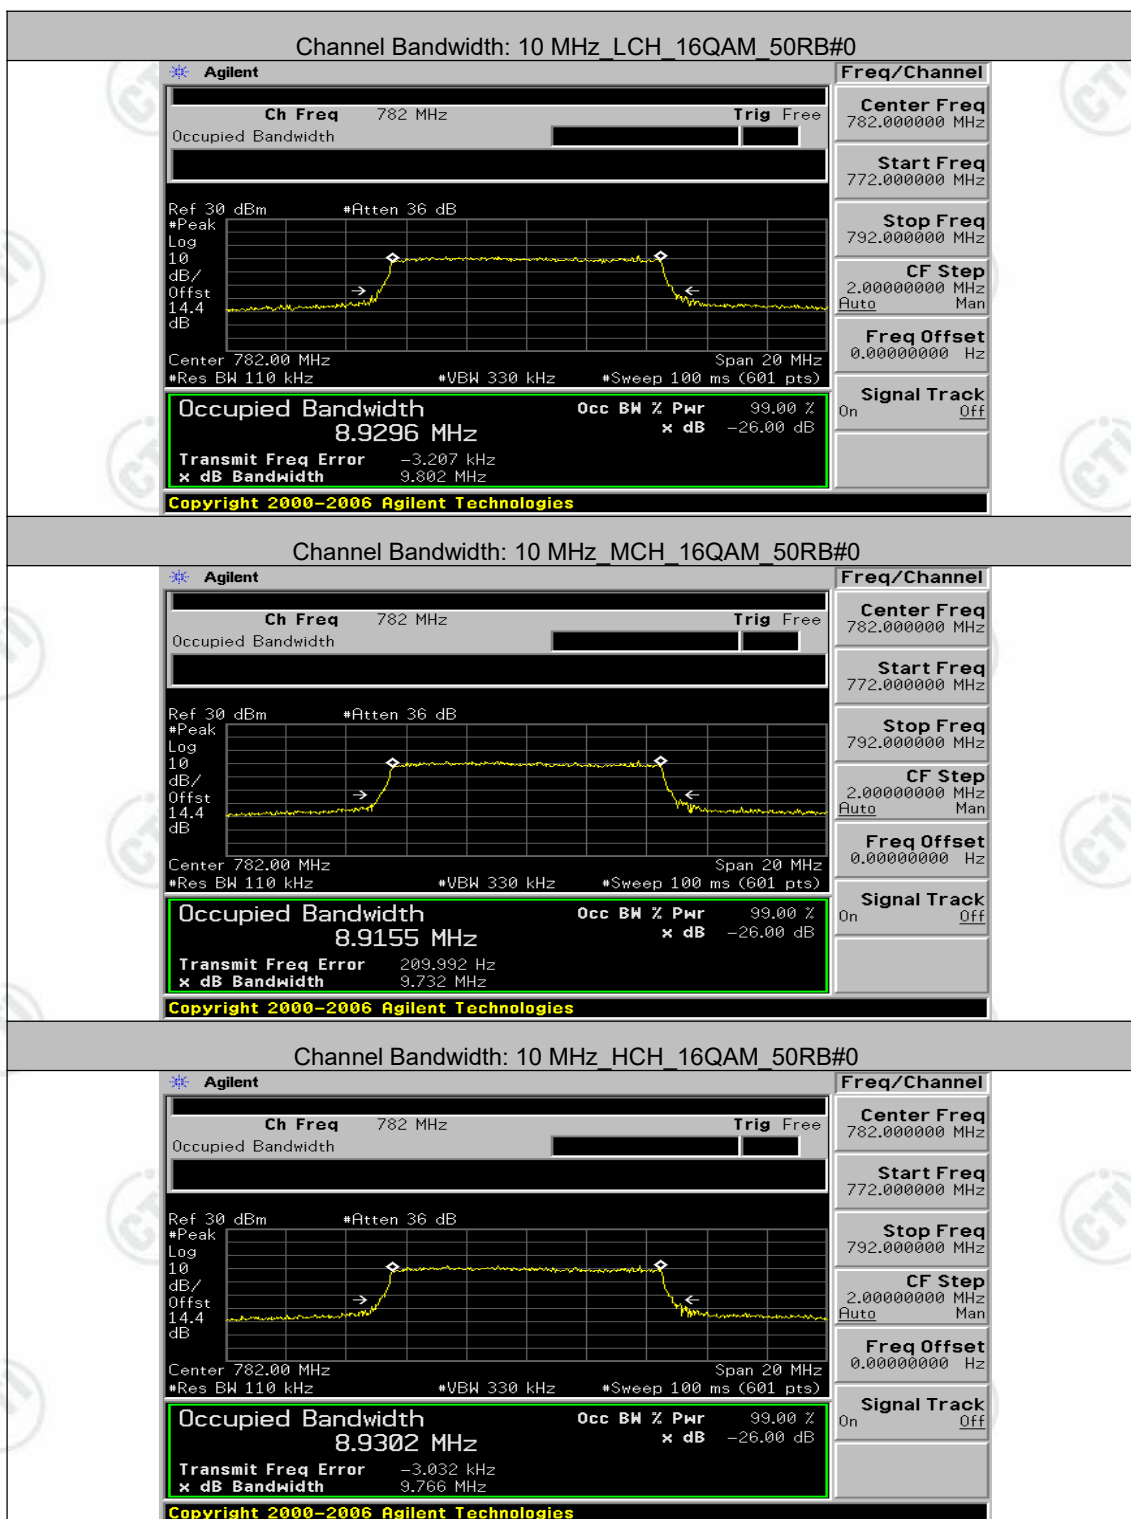 Channel Bandwidth: 10 MHz_LCH_16QAM_50RB#0
Agilent
Freq/Channel
Ch Freq 782 MHz Trig Free
Occupied Bandwidth
Center Freq
782.000000 MHz
Start Freq
772.000000 MHz
Stop Freq
792.000000 MHz
CF Step
2.00000000 MHz
Auto Man
Freq Offset
0.00000000 Hz
Signal Track
On Off
Ref 30 dBm #Atten 36 dB
#Peak
Log
10
dB/
Offst
14.4
dB
Center 782.00 MHz Span 20 MHz
#Res BW 110 kHz #VBW 330 kHz #Sweep 100 ms (601 pts)
Occupied Bandwidth Occ BW % Pwr 99.00 %
8.9296 MHz x dB -26.00 dB
Transmit Freq Error -3.207 kHz
x dB Bandwidth 9.802 MHz
Copyright 2000-2006 Agilent Technologies
Channel Bandwidth: 10 MHz_MCH_16QAM_50RB#0
Agilent
Freq/Channel
Ch Freq 782 MHz Trig Free
Occupied Bandwidth
Center Freq
782.000000 MHz
Start Freq
772.000000 MHz
Stop Freq
792.000000 MHz
CF Step
2.00000000 MHz
Auto Man
Freq Offset
0.00000000 Hz
Signal Track
On Off
Ref 30 dBm #Atten 36 dB
#Peak
Log
10
dB/
Offst
14.4
dB
Center 782.00 MHz Span 20 MHz
#Res BW 110 kHz #VBW 330 kHz #Sweep 100 ms (601 pts)
Occupied Bandwidth Occ BW % Pwr 99.00 %
8.9155 MHz x dB -26.00 dB
Transmit Freq Error 209.992 Hz
x dB Bandwidth 9.732 MHz
Copyright 2000-2006 Agilent Technologies
Channel Bandwidth: 10 MHz_HCH_16QAM_50RB#0
Agilent
Freq/Channel
Ch Freq 782 MHz Trig Free
Occupied Bandwidth
Center Freq
782.000000 MHz
Start Freq
772.000000 MHz
Stop Freq
792.000000 MHz
CF Step
2.00000000 MHz
Auto Man
Freq Offset
0.00000000 Hz
Signal Track
On Off
Ref 30 dBm #Atten 36 dB
#Peak
Log
10
dB/
Offst
14.4
dB
Center 782.00 MHz Span 20 MHz
#Res BW 110 kHz #VBW 330 kHz #Sweep 100 ms (601 pts)
Occupied Bandwidth Occ BW % Pwr 99.00 %
8.9302 MHz x dB -26.00 dB
Transmit Freq Error -3.032 kHz
x dB Bandwidth 9.766 MHz
Copyright 2000-2006 Agilent Technologies